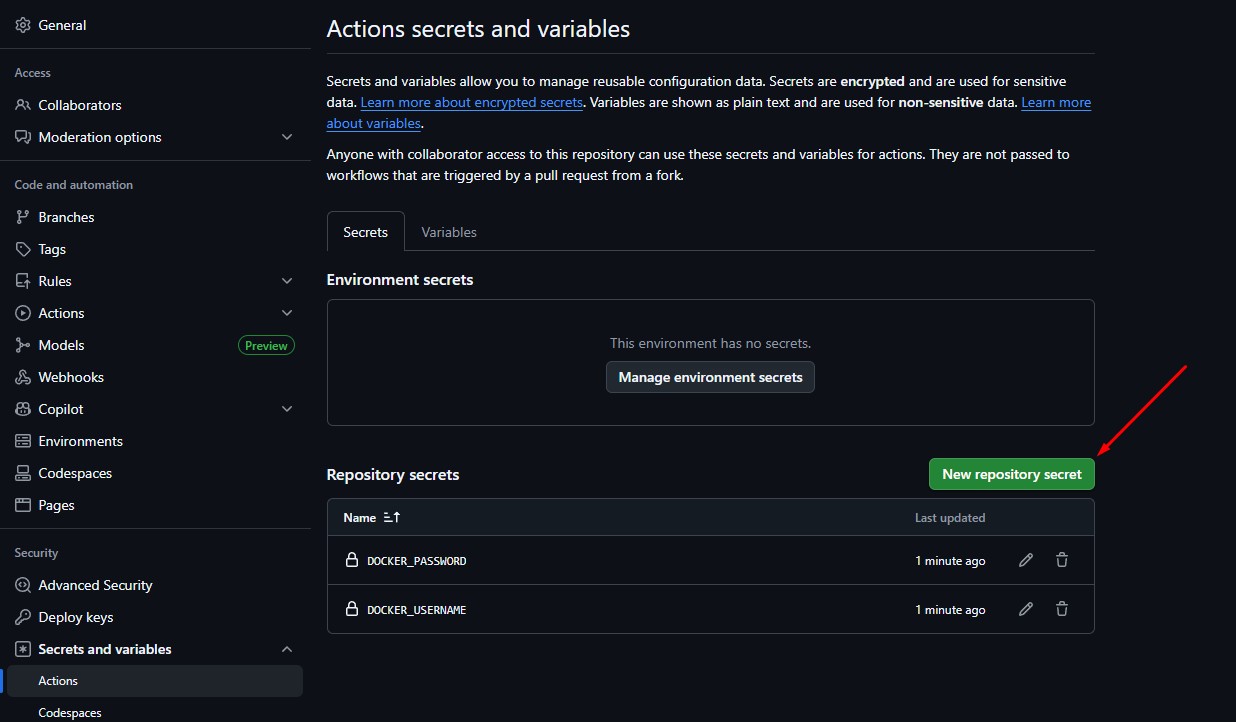 General
Access
Collaborators
Moderation options
Code and automation
Branches
Tags
Rules
Actions
Models
Preview
Webhooks
Copilot
Environments
Codespaces
Pages
Security
Advanced Security
Deploy keys
Secrets and variables
Actions
Codespaces
Actions secrets and variables
Secrets and variables allow you to manage reusable configuration data. Secrets are encrypted and are used for sensitive
data. Learn more about encrypted secrets. Variables are shown as plain text and are used for non-sensitive data. Learn more
about variables.
Anyone with collaborator access to this repository can use these secrets and variables for actions. They are not passed to
workflows that are triggered by a pull request from a fork.
Secrets Variables
Environment secrets
This environment has no secrets.
Manage environment secrets
Repository secrets
New repository secret
Name Last updated
DOCKER_PASSWORD 1 minute ago
DOCKER_USERNAME 1 minute ago